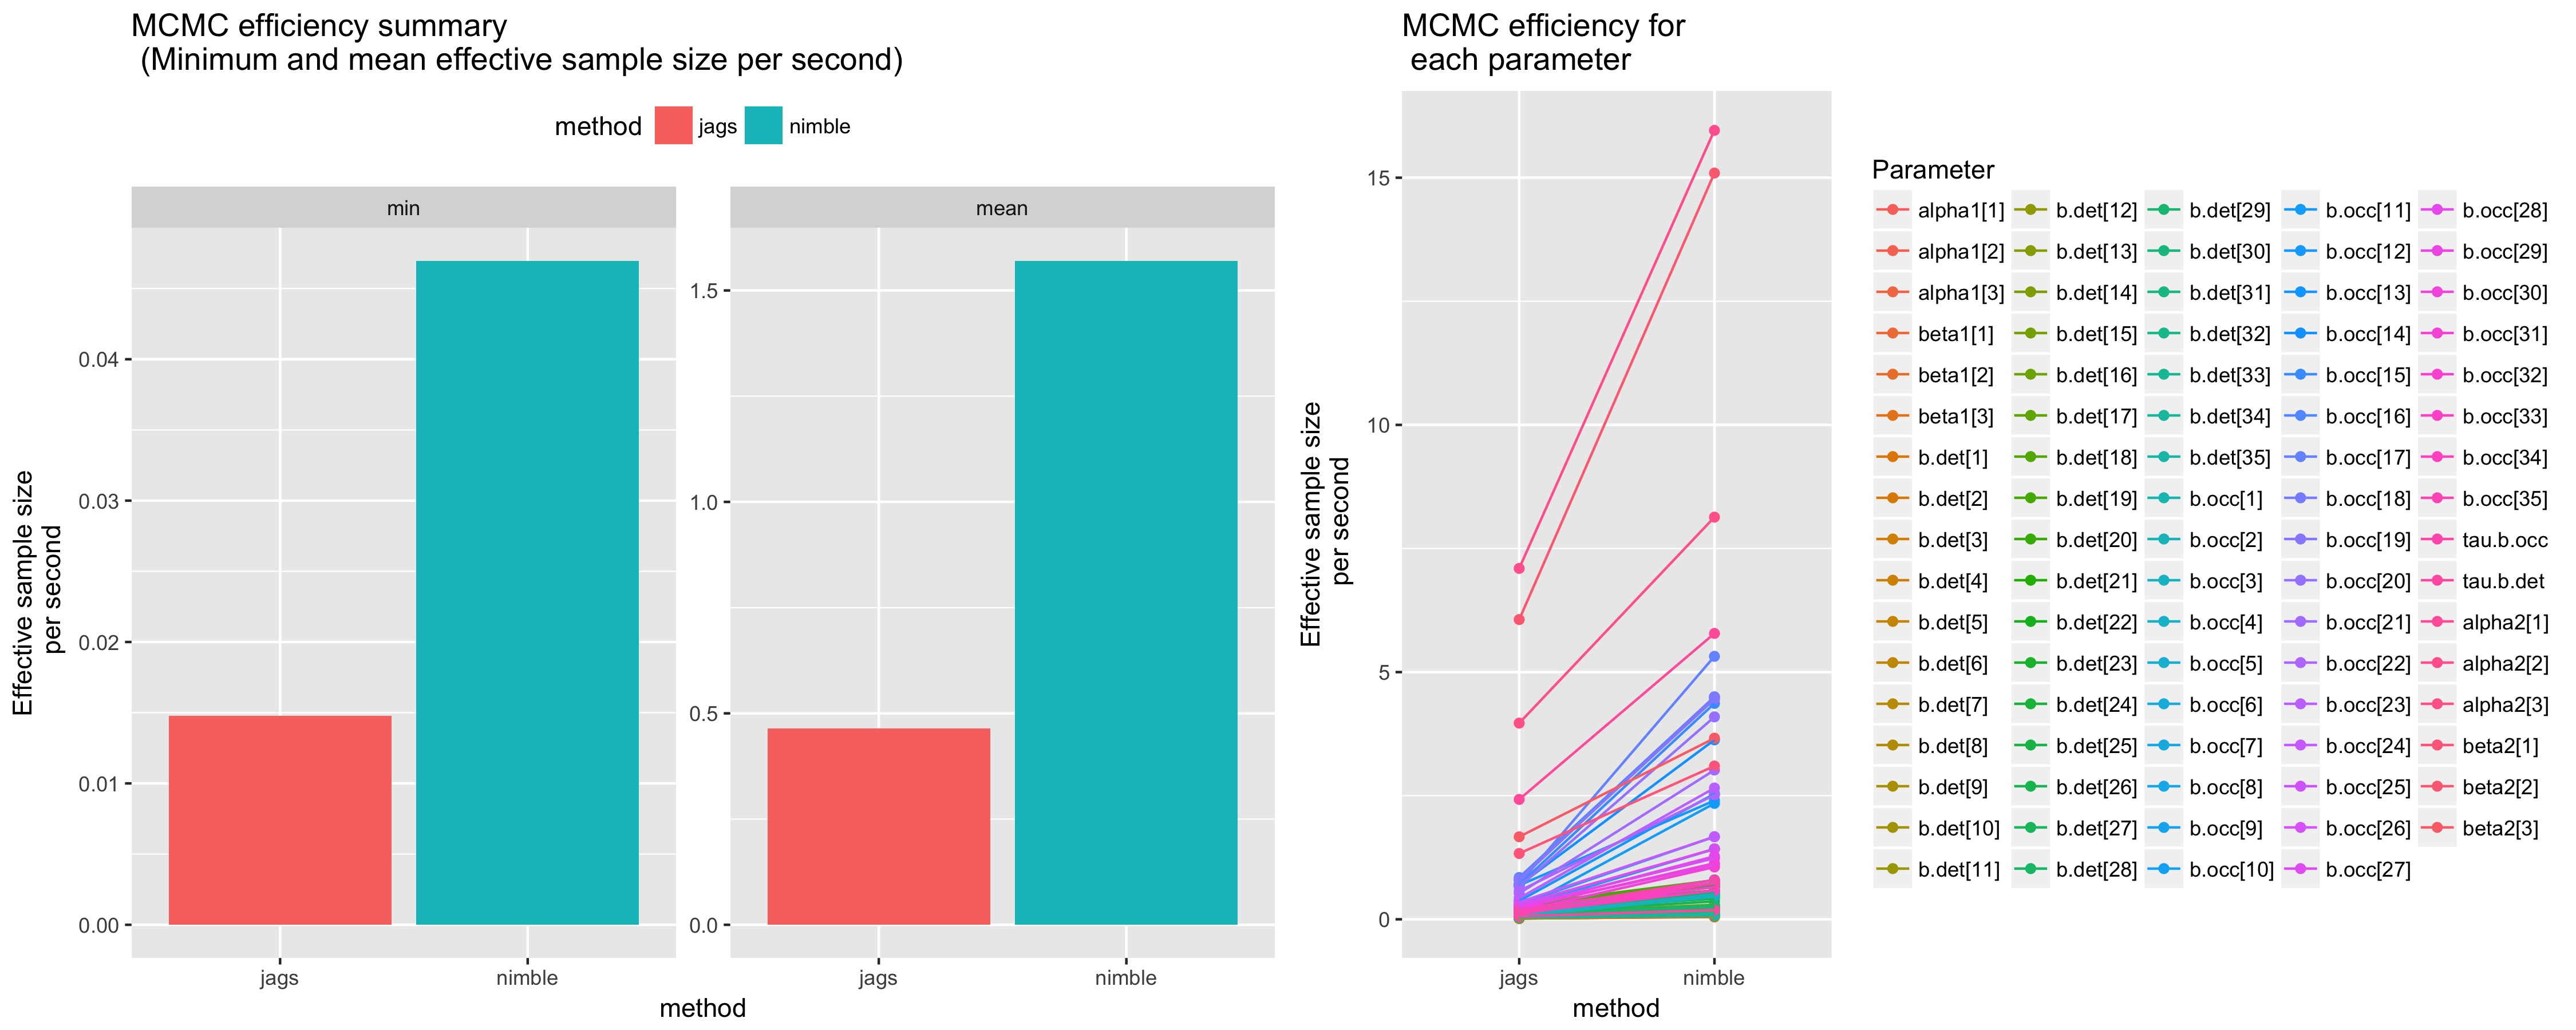 MCMC efficiency summary
(Minimum and mean effective sample size per second)
method jags nimble
min
mean
Effective sample size
per second
0.04
0.03
0.02
0.01
0.00
1.5
1.0
0.5
0.0
jags nimble
jags nimble
method
MCMC efficiency for
each parameter
Effective sample size
per second
15
10
5
0
jags nimble
method
Parameter
alpha1[1] b.det[12] b.det[29] b.occ[11] b.occ[28]
alpha1[2] b.det[13] b.det[30] b.occ[12] b.occ[29]
alpha1[3] b.det[14] b.det[31] b.occ[13] b.occ[30]
beta1[1] b.det[15] b.det[32] b.occ[14] b.occ[31]
beta1[2] b.det[16] b.det[33] b.occ[15] b.occ[32]
beta1[3] b.det[17] b.det[34] b.occ[16] b.occ[33]
b.det[1] b.det[18] b.det[35] b.occ[17] b.occ[34]
b.det[2] b.det[19] b.occ[1] b.occ[18] b.occ[35]
b.det[3] b.det[20] b.occ[2] b.occ[19] tau.b.occ
b.det[4] b.det[21] b.occ[3] b.occ[20] tau.b.det
b.det[5] b.det[22] b.occ[4] b.occ[21] alpha2[1]
b.det[6] b.det[23] b.occ[5] b.occ[22] alpha2[2]
b.det[7] b.det[24] b.occ[6] b.occ[23] alpha2[3]
b.det[8] b.det[25] b.occ[7] b.occ[24] beta2[1]
b.det[9] b.det[26] b.occ[8] b.occ[25] beta2[2]
b.det[10] b.det[27] b.occ[9] b.occ[26] beta2[3]
b.det[11] b.det[28] b.occ[10] b.occ[27]